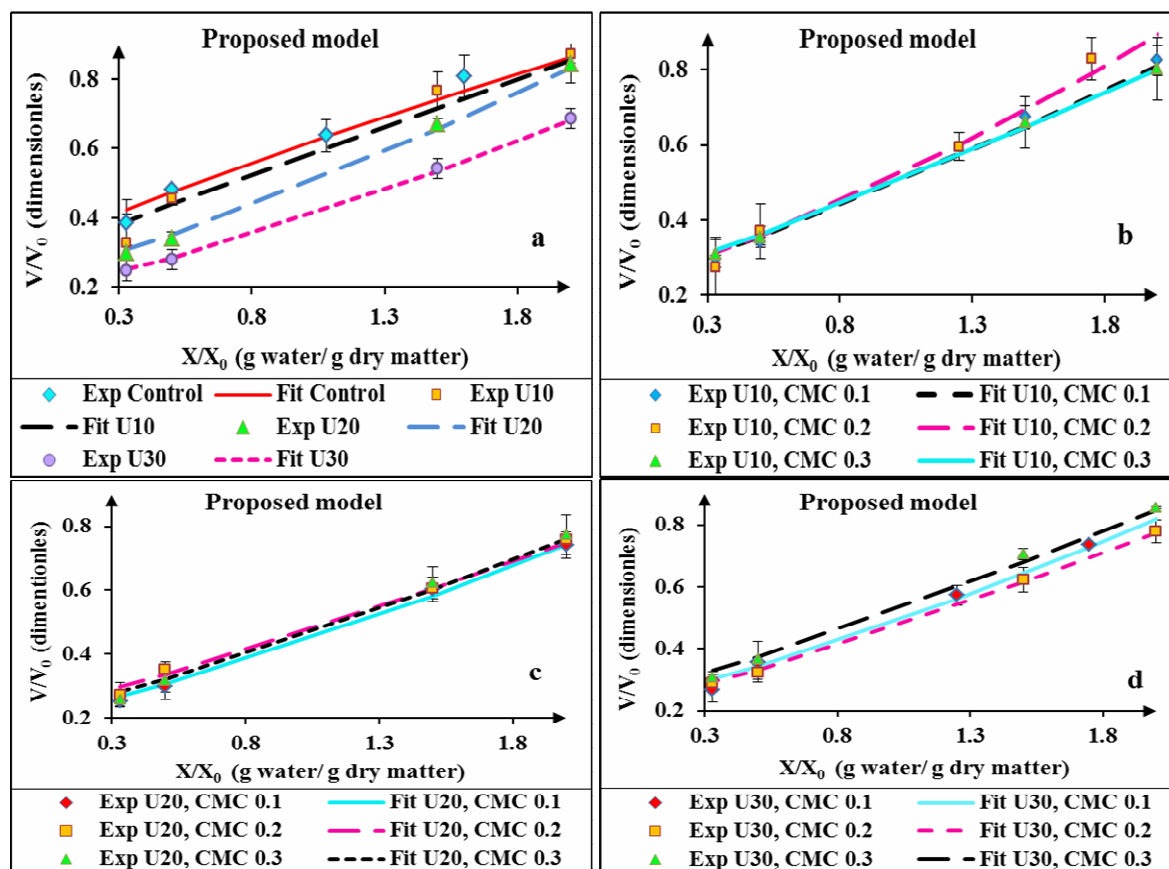 Proposed model
0.8
0.6
0.4
0.2
V/V₀ (dimensionles)
a
0.3
0.8
1.3
1.8
X/X₀ (g water/ g dry matter)
Exp Control
Fit Control
Exp U10
Fit U10
Exp U20
Fit U20
Exp U30
Fit U30
Proposed model
0.8
0.6
0.4
0.2
V/V₀ (dimensionles)
b
0.3
0.8
1.3
1.8
X/X₀ (g water/ g dry matter)
Exp U10, CMC 0.1
Fit U10, CMC 0.1
Exp U10, CMC 0.2
Fit U10, CMC 0.2
Exp U10, CMC 0.3
Fit U10, CMC 0.3
Proposed model
0.8
0.6
0.4
0.2
V/V₀ (dimentionles)
c
0.3
0.8
1.3
1.8
X/X₀ (g water/ g dry matter)
Exp U20, CMC 0.1
Fit U20, CMC 0.1
Exp U20, CMC 0.2
Fit U20, CMC 0.2
Exp U20, CMC 0.3
Fit U20, CMC 0.3
Proposed model
0.8
0.6
0.4
0.2
V/V₀ (dimensionles)
d
0.3
0.8
1.3
1.8
X/X₀ (g water/ g dry matter)
Exp U30, CMC 0.1
Fit U30, CMC 0.1
Exp U30, CMC 0.2
Fit U30, CMC 0.2
Exp U30, CMC 0.3
Fit U30, CMC 0.3